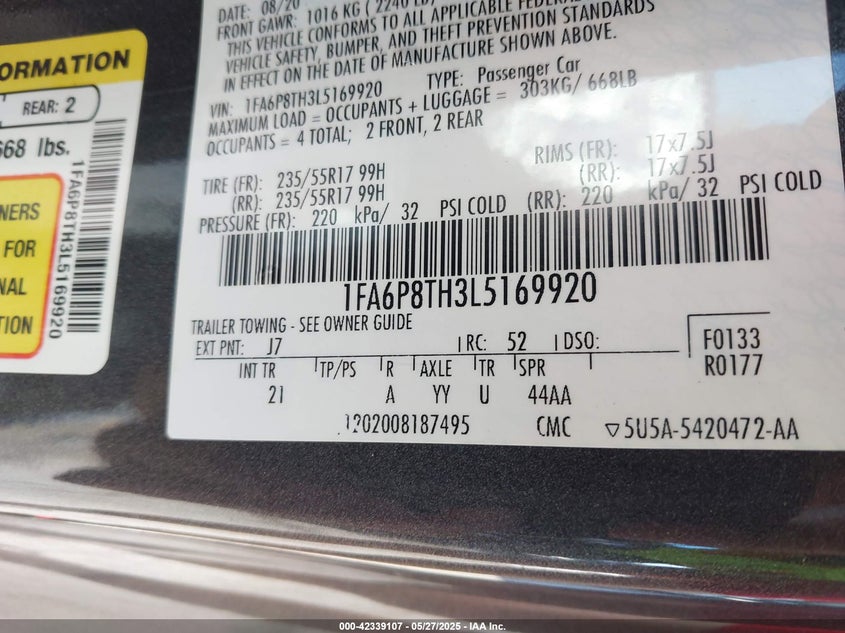 ORMATION
REAR: 2
668 lbs.
1FA6P8TH3L5169920
NERS
FOR
NAL
TION
DATE: 08/20
FRONT GAWR: 1016 KG ( 2240 LB)
THIS VEHICLE CONFORMS TO ALL APPLICABLE FEDERAL
VEHICLE SAFETY, BUMPER, AND THEFT PREVENTION STANDARDS
IN EFFECT ON THE DATE OF MANUFACTURE SHOWN ABOVE.
VIN: 1FA6P8TH3L5169920 TYPE: Passenger Car
MAXIMUM LOAD = OCCUPANTS + LUGGAGE = 303KG/ 668LB
OCCUPANTS = 4 TOTAL; 2 FRONT, 2 REAR
TIRE (FR): 235/55R17 99H RIMS (FR): 17x7.5J
(RR): 235/55R17 99H (RR): 17x7.5J
PRESSURE (FR): 220 kPa/ 32 PSI COLD (RR): 220 kPa/ 32 PSI COLD
1FA6P8TH3L5169920
TRAILER TOWING - SEE OWNER GUIDE
EXT PNT: J7 RC: 52 DSO: F0133
INT TR TP/PS R AXLE TR SPR R0177
21 A YY U 44AA
1202008187495 CMC ▽5U5A-5420472-AA
000-42339107 - 05/27/2025 - IAA Inc.